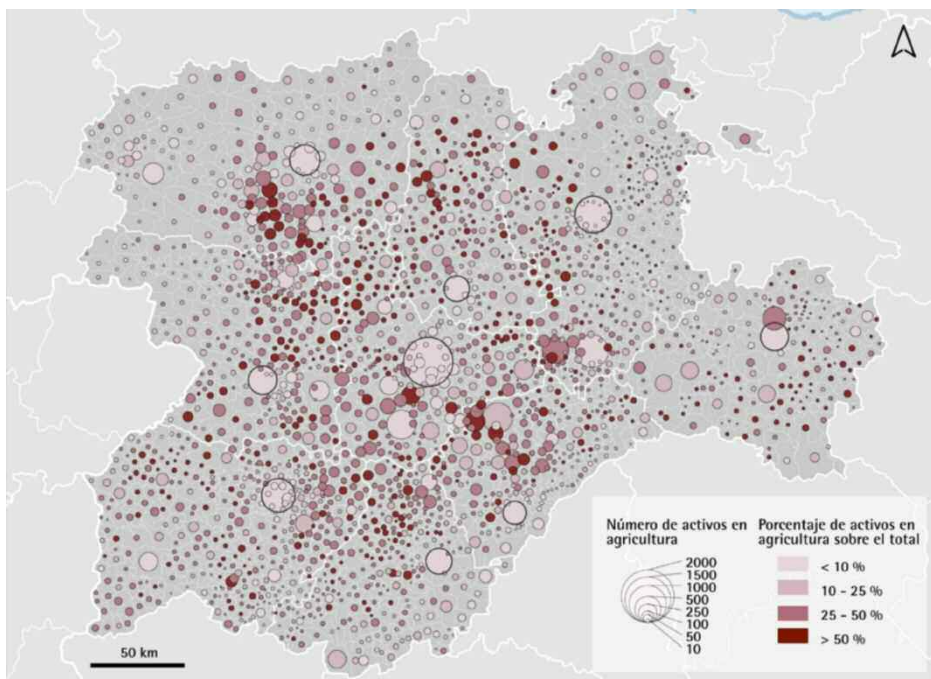 Número de activos en
agricultura
2000
1500
1000
500
250
100
50
10
Porcentaje de activos en
agricultura sobre el total
< 10 %
10 - 25 %
25 - 50 %
> 50 %
50 km